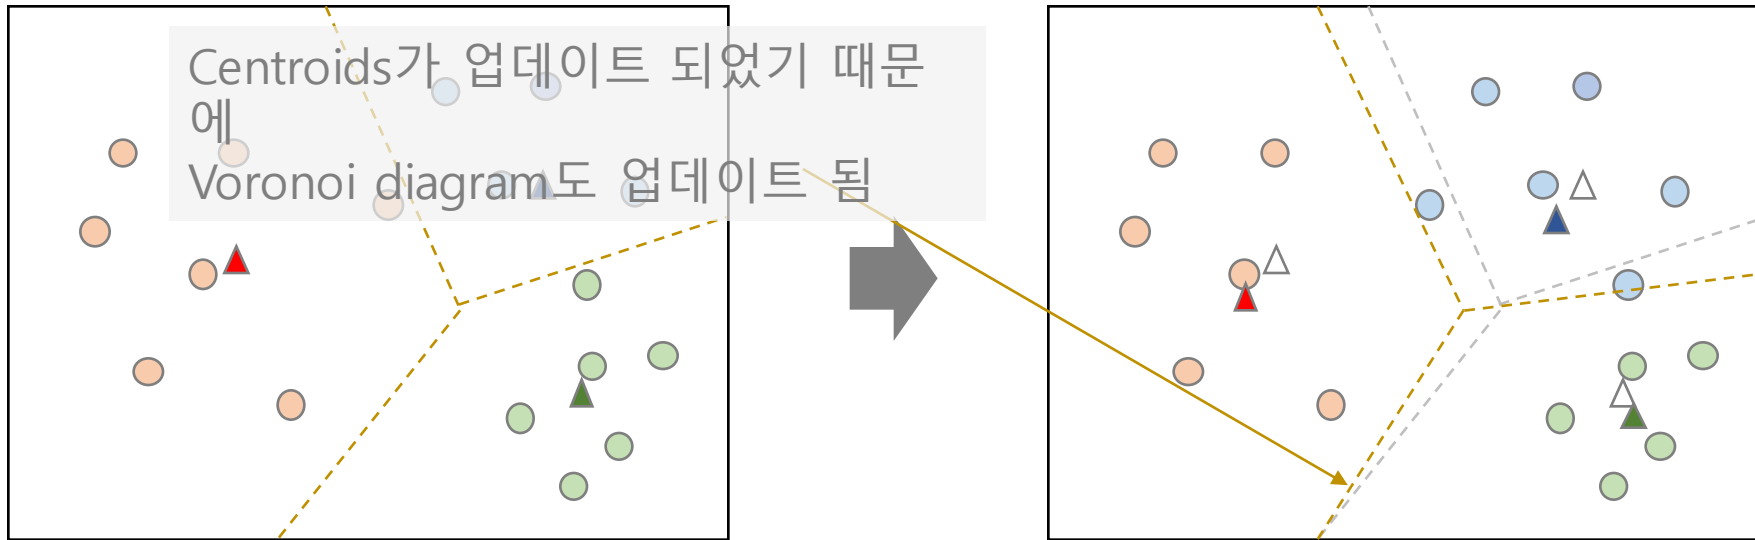 Centroids가 업데이트 되었기 때문
에
Voronoi diagram도 업데이트 됨